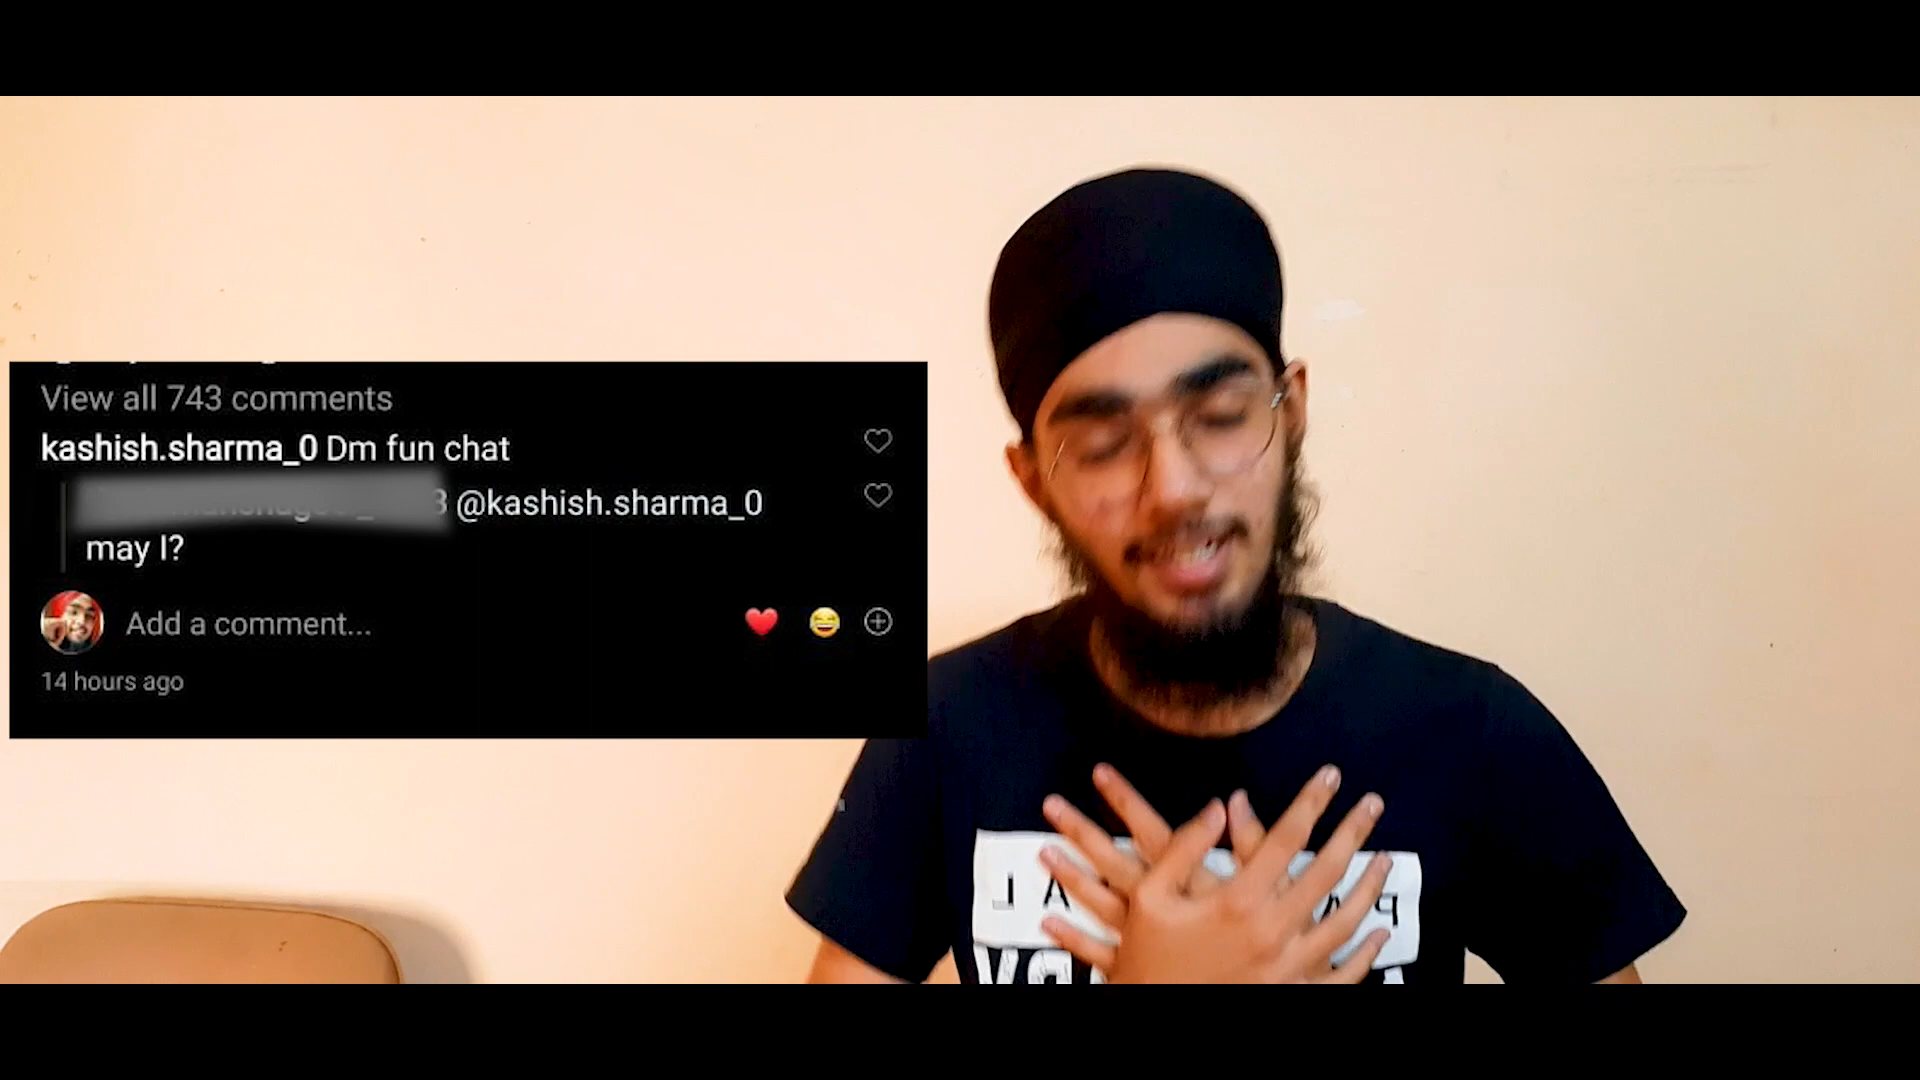 View all 743 comments
kashish.sharma_0 Dm fun chat
@kashish.sharma_0
may I?
Add a comment...
14 hours ago